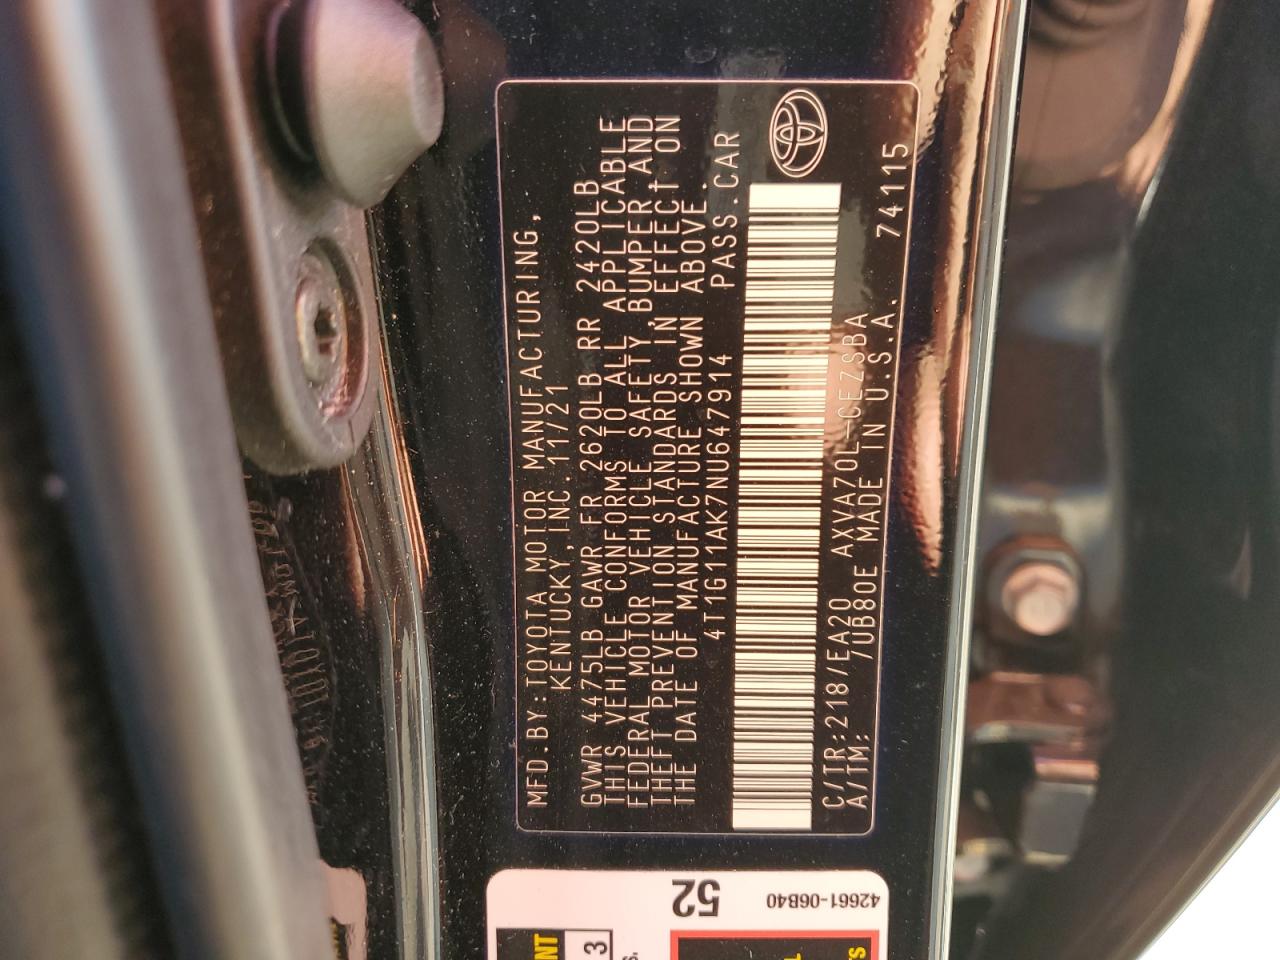 MFD.BY:TOYOTA MOTOR MANUFACTURING,
KENTUCKY,INC. 11/21
GVWR 4475LB GAWR FR 2620LB RR 2420LB
THIS VEHICLE CONFORMS TO ALL APPLICABLE
FEDERAL MOTOR VEHICLE SAFETY, BUMPER, AND
THEFT PREVENTION STANDARDS IN EFFECT ON
THE DATE OF MANUFACTURE SHOWN ABOVE.
4T1G11AK7NU647914 PASS.CAR
C/TR:218/EA20 AXVA70L-CEZSBA
A/TM: /UB80E MADE IN U.S.A. 74115
52
42661-06B40
3